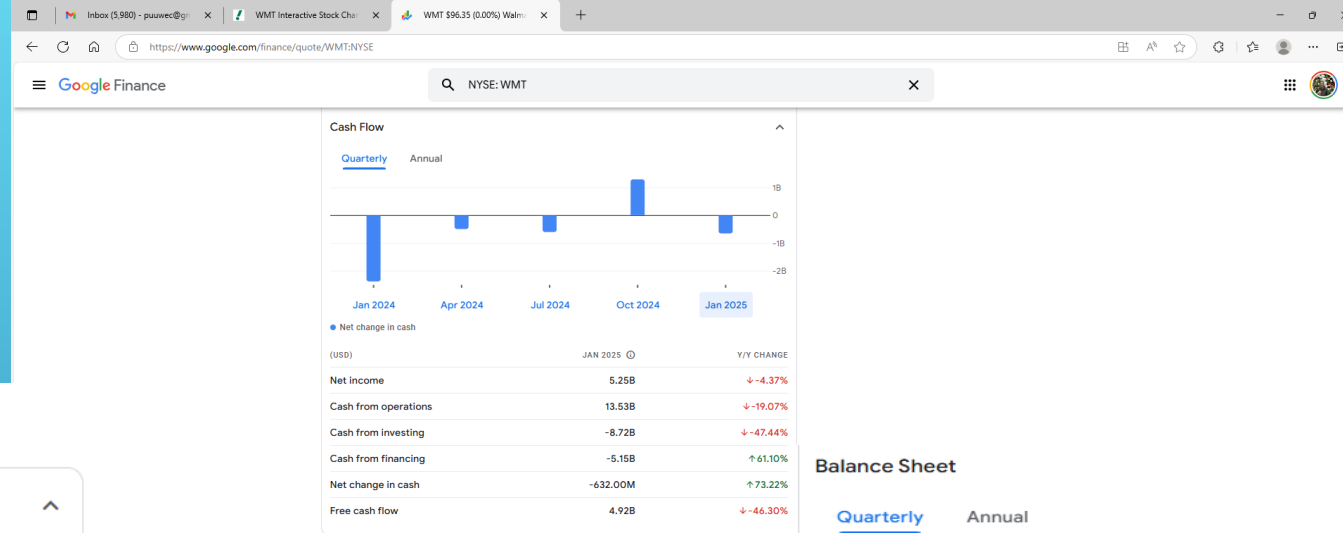 Inbox (5,980) - puuwec@gr
WMT Interactive Stock Cha
WMT $96.35 (0.00%) Walm
https://www.google.com/finance/quote/WMT:NYSE
Google Finance
NYSE: WMT
Cash Flow
Quarterly Annual
1B
0
-1B
-2B
Jan 2024 Apr 2024 Jul 2024 Oct 2024 Jan 2025
Net change in cash
(USD) JAN 2025 Y/Y CHANGE
Net income 5.25B ↓-4.37%
Cash from operations 13.53B ↓-19.07%
Cash from investing -8.72B ↓-47.44%
Cash from financing -5.15B ↑61.10%
Net change in cash -632.00M ↑73.22%
Free cash flow 4.92B ↓-46.30%
Balance Sheet
Quarterly Annual